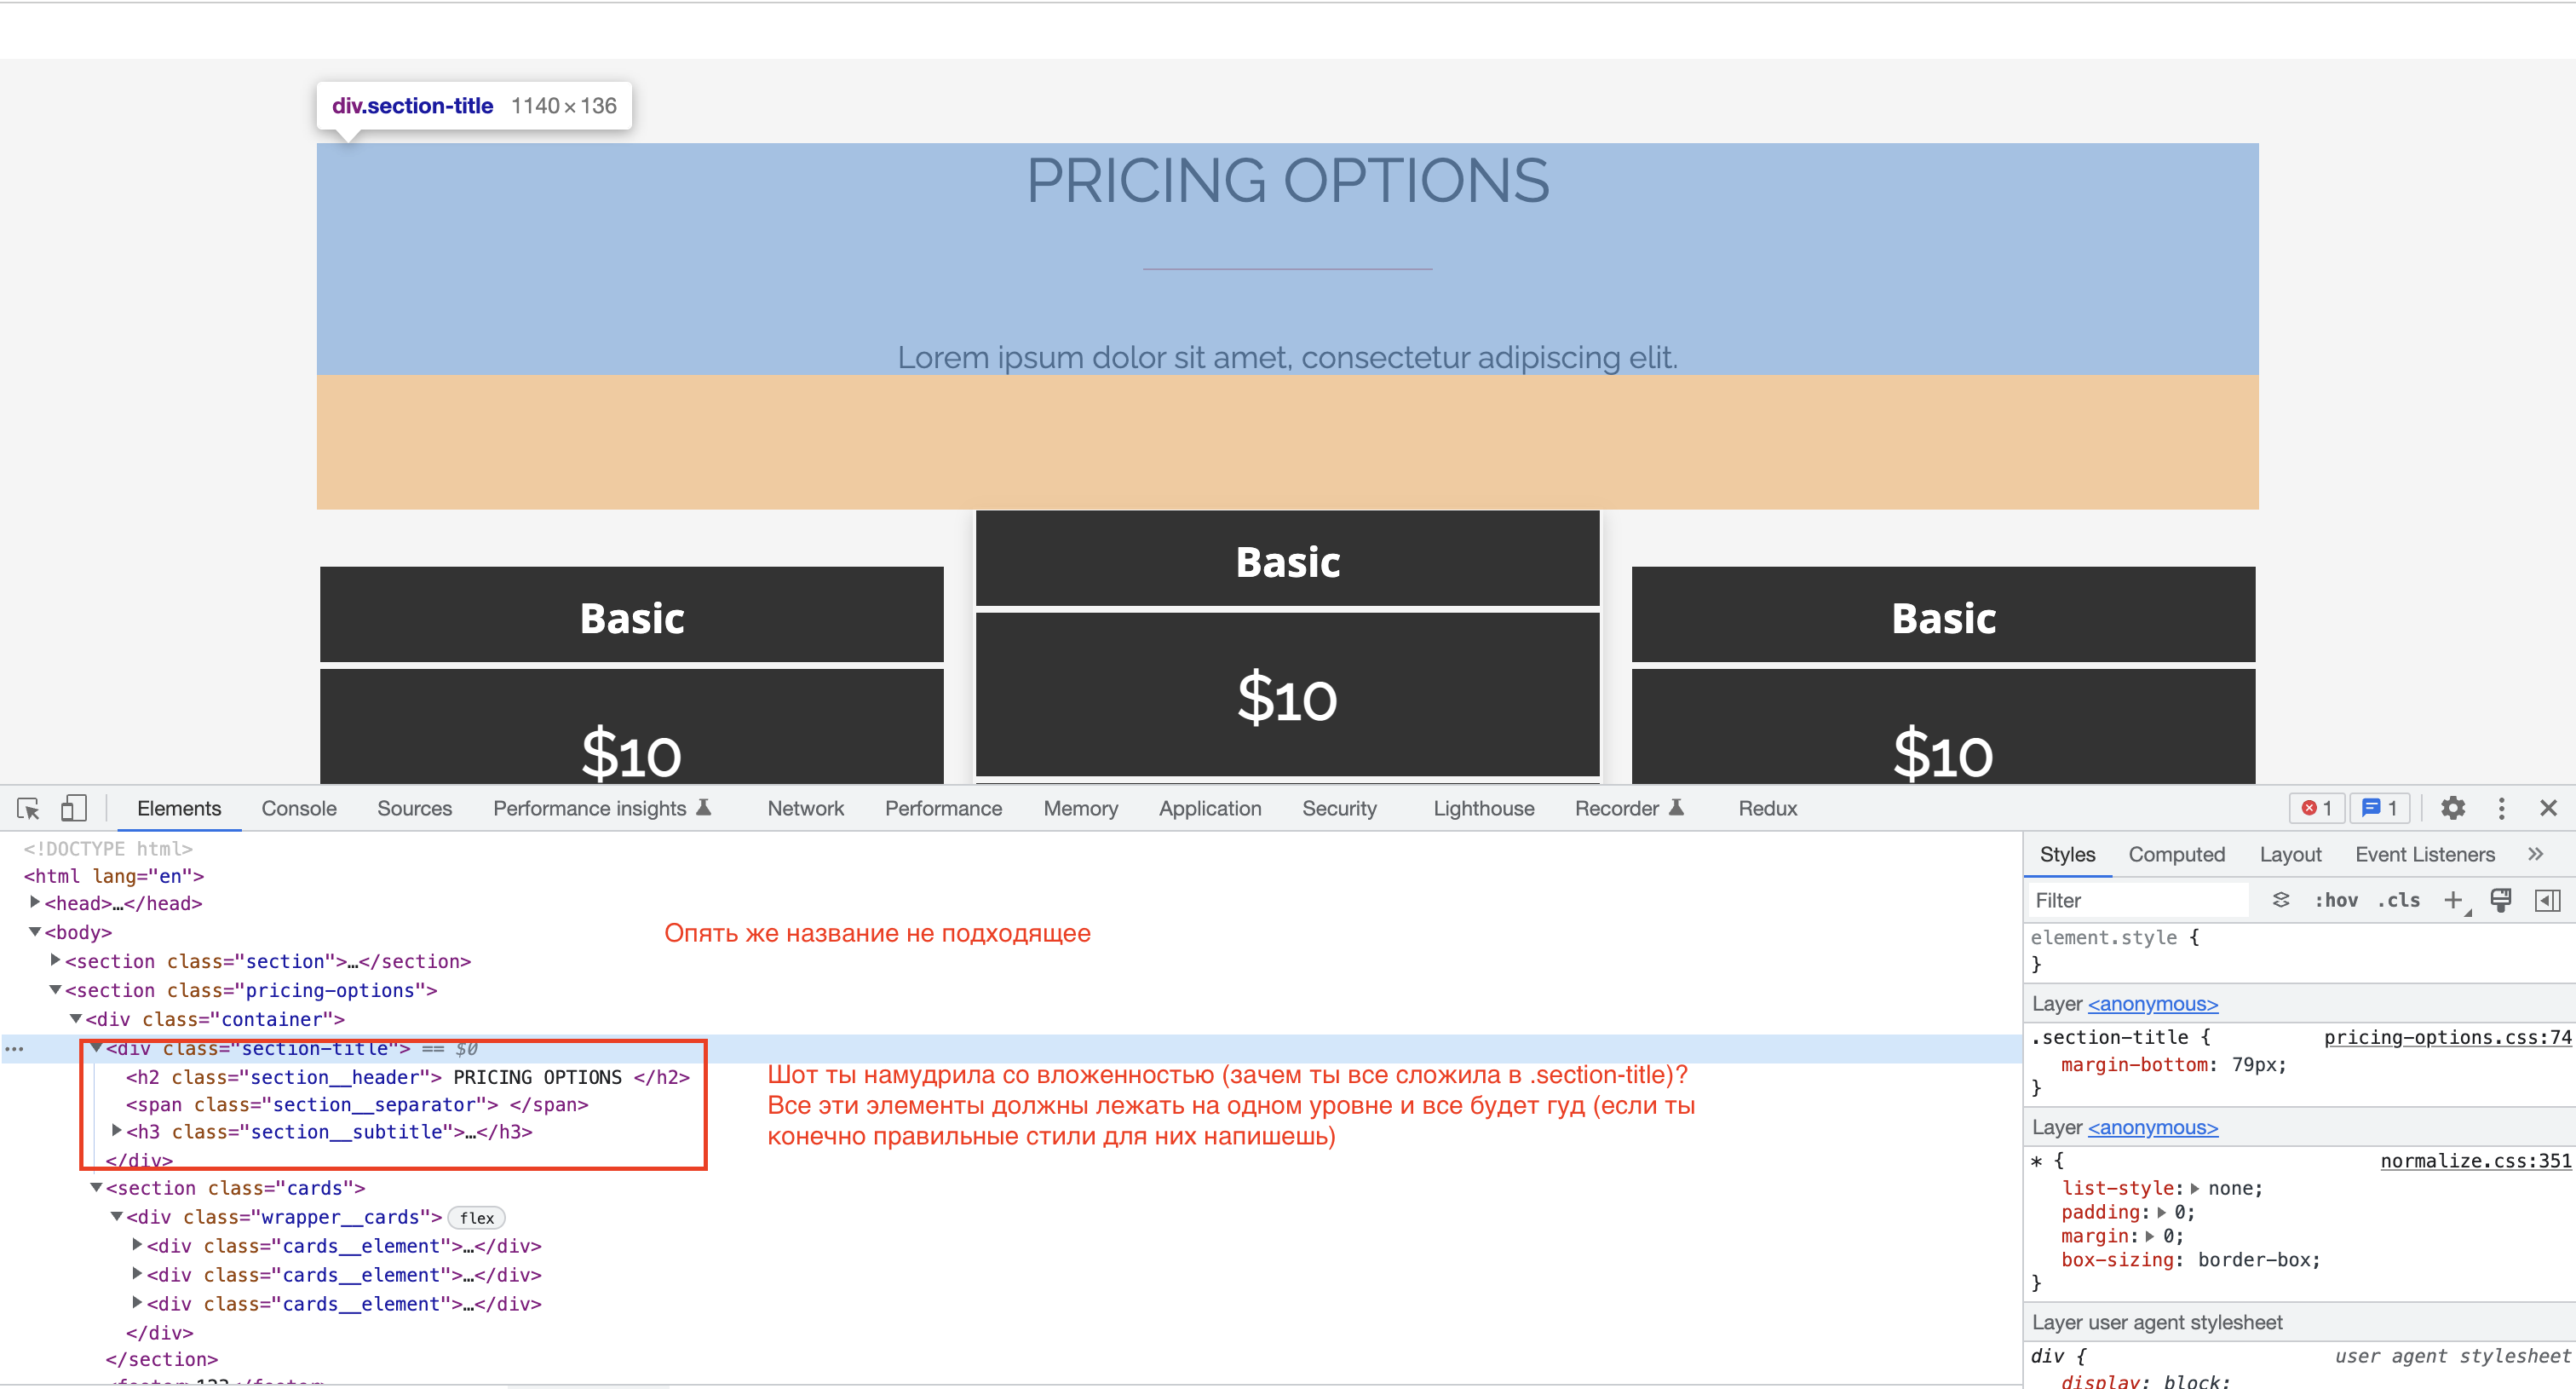 div.section-title 1140 × 136
PRICING OPTIONS
Lorem ipsum dolor sit amet, consectetur adipiscing elit.
Basic
Basic
Basic
$10
$10
$10
Elements Console Sources Performance insights Network Performance Memory Application Security Lighthouse Recorder Redux 1 1
<!DOCTYPE html>
<html lang="en">
<head>…</head>
<body>
<section class="section">…</section>
<section class="pricing-options">
<div class="container">
<div class="section-title"> == $0
<h2 class="section__header"> PRICING OPTIONS </h2>
<span class="section__separator"> </span>
<h3 class="section__subtitle">…</h3>
</div>
<section class="cards">
<div class="wrapper__cards"> flex
<div class="cards__element">…</div>
<div class="cards__element">…</div>
<div class="cards__element">…</div>
</div>
</section>
<footer>123</footer>
Опять же название не подходящее
Шот ты намудрила со вложенностью (зачем ты все сложила в .section-title)?
Все эти элементы должны лежать на одном уровне и все будет гуд (если ты
конечно правильные стили для них напишешь)
Styles Computed Layout Event Listeners
Filter :hov .cls
element.style {
}
Layer <anonymous>
.section-title { pricing-options.css:74
margin-bottom: 79px;
}
Layer <anonymous>
* { normalize.css:351
list-style: none;
padding: 0;
margin: 0;
box-sizing: border-box;
}
Layer user agent stylesheet
div { user agent stylesheet
display: block;